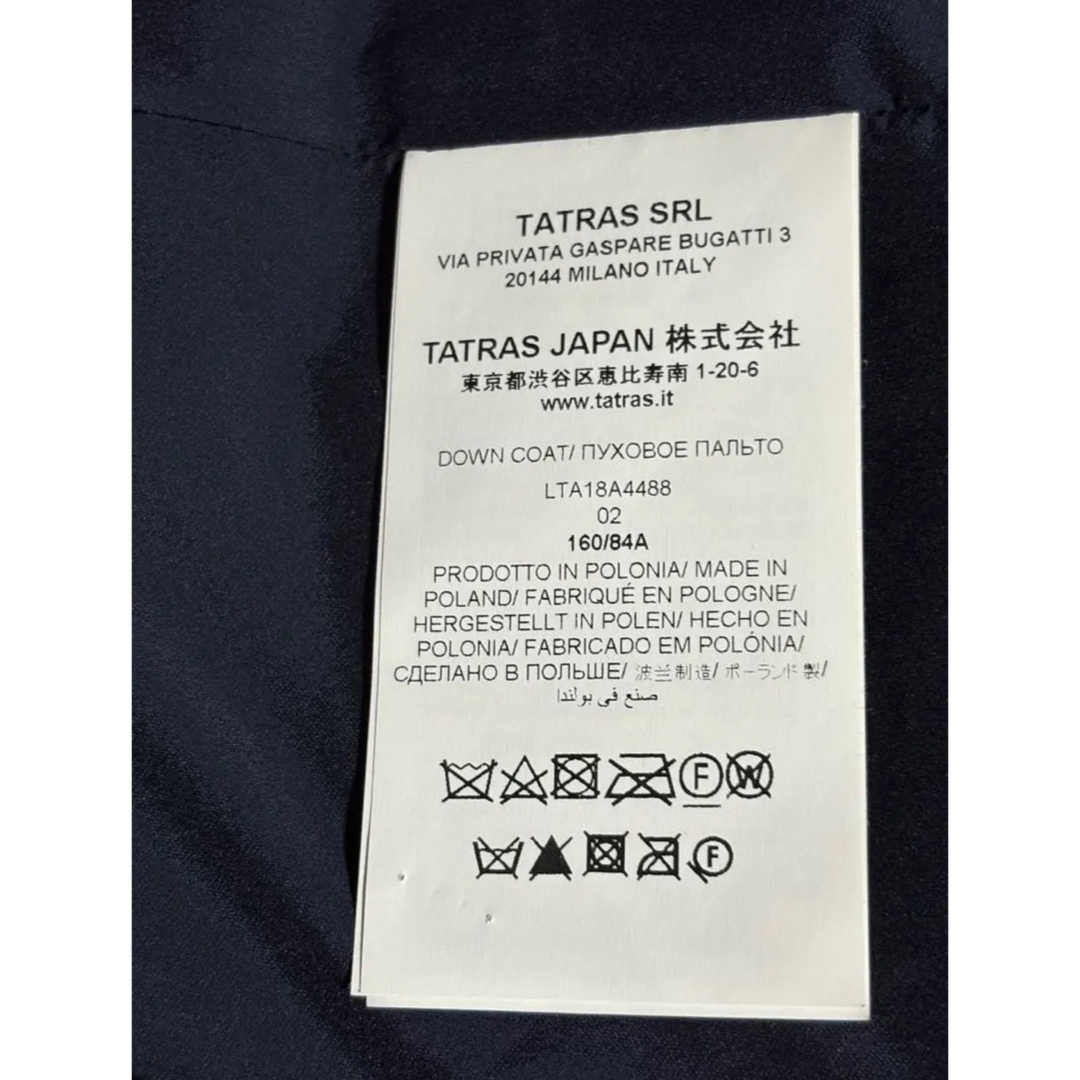 TATRAS SRL
VIA PRIVATA GASPARE BUGATTI 3
20144 MILANO ITALY
TATRAS JAPAN 株式会社
東京都渋谷区恵比寿南 1-20-6
www.tatras.it
DOWN COAT/ ПУХОВОЕ ПАЛЬТО
LTA18A4488
02
160/84A
PRODOTTO IN POLONIA/ MADE IN
POLAND/ FABRIQUÉ EN POLOGNE/
HERGESTELLT IN POLEN/ HECHO EN
POLONIA/ FABRICADO EM POLÓNIA/
СДЕЛАНО В ПОЛЬШЕ/ 波兰制造/ ポーランド製/
صنع في بولندا
F W
F